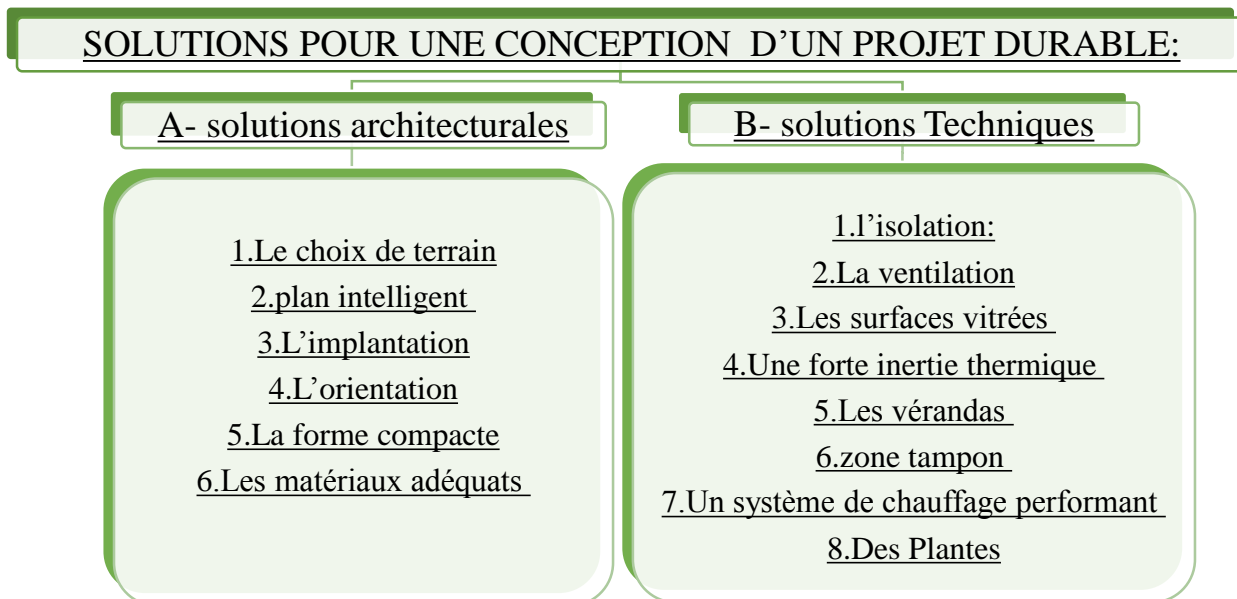 SOLUTIONS POUR UNE CONCEPTION D’UN PROJET DURABLE:
A- solutions architecturales
1.Le choix de terrain
2.plan intelligent
3.L’implantation
4.L’orientation
5.La forme compacte
6.Les matériaux adéquats
B- solutions Techniques
1.l’isolation:
2.La ventilation
3.Les surfaces vitrées
4.Une forte inertie thermique
5.Les vérandas
6.zone tampon
7.Un système de chauffage performant
8.Des Plantes